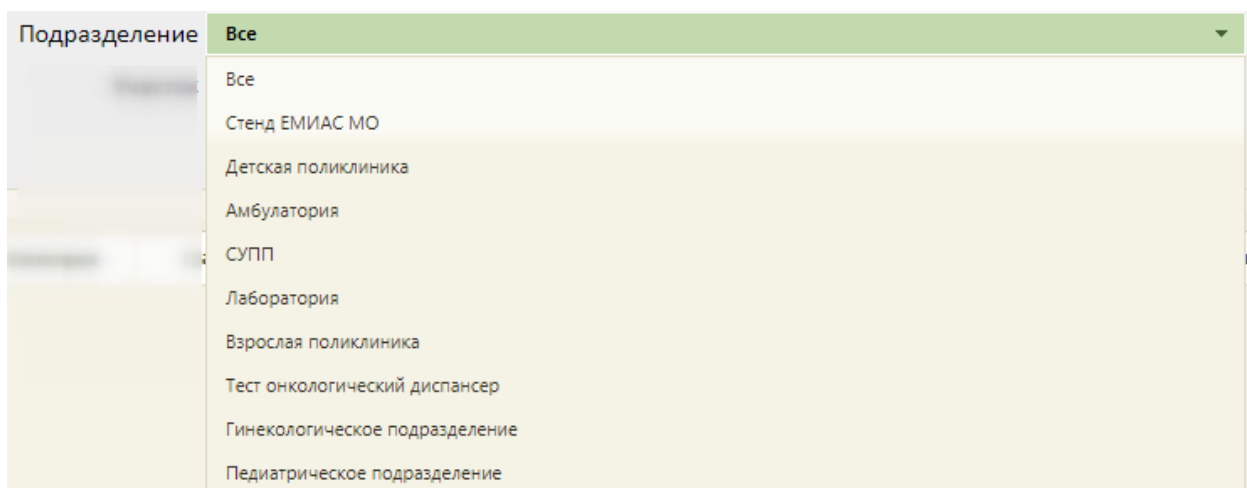 Подразделение Все
Все
Стенд ЕМИАС МО
Детская поликлиника
Амбулатория
СУПП
Лаборатория
Взрослая поликлиника
Тест онкологический диспансер
Гинекологическое подразделение
Педиатрическое подразделение